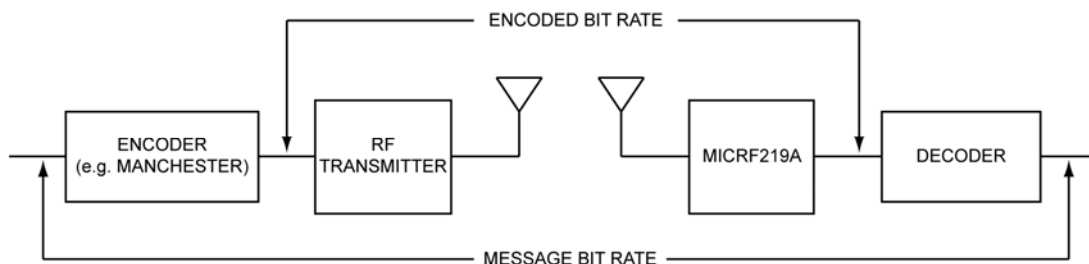 ENCODED BIT RATE
ENCODER
(e.g. MANCHESTER)
RF
TRANSMITTER
MICRF219A
DECODER
MESSAGE BIT RATE